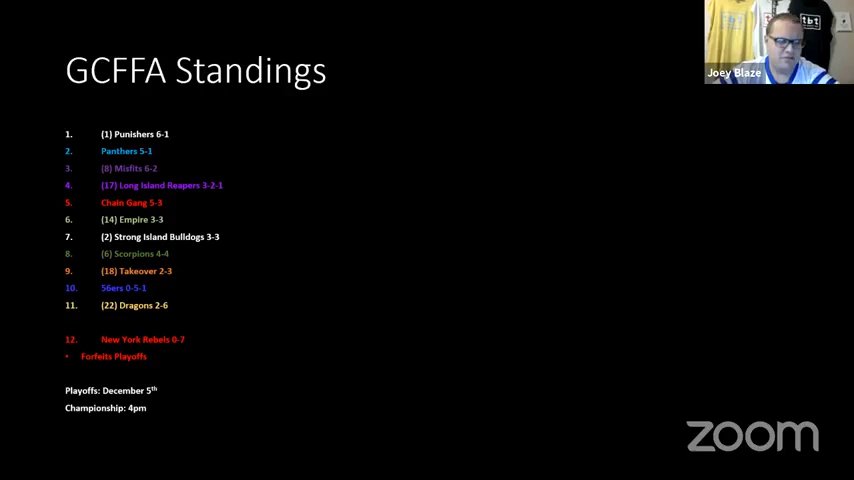 tbt
tbt
Joey Blaze
GCFFA Standings
1. (1) Punishers 6-1
2. Panthers 5-1
3. (8) Misfits 6-2
4. (17) Long Island Reapers 3-2-1
5. Chain Gang 5-3
6. (14) Empire 3-3
7. (2) Strong Island Bulldogs 3-3
8. (6) Scorpions 4-4
9. (18) Takeover 2-3
10. 56ers 0-5-1
11. (22) Dragons 2-6
12. New York Rebels 0-7
• Forfeits Playoffs
Playoffs: December 5th
Championship: 4pm
zoom